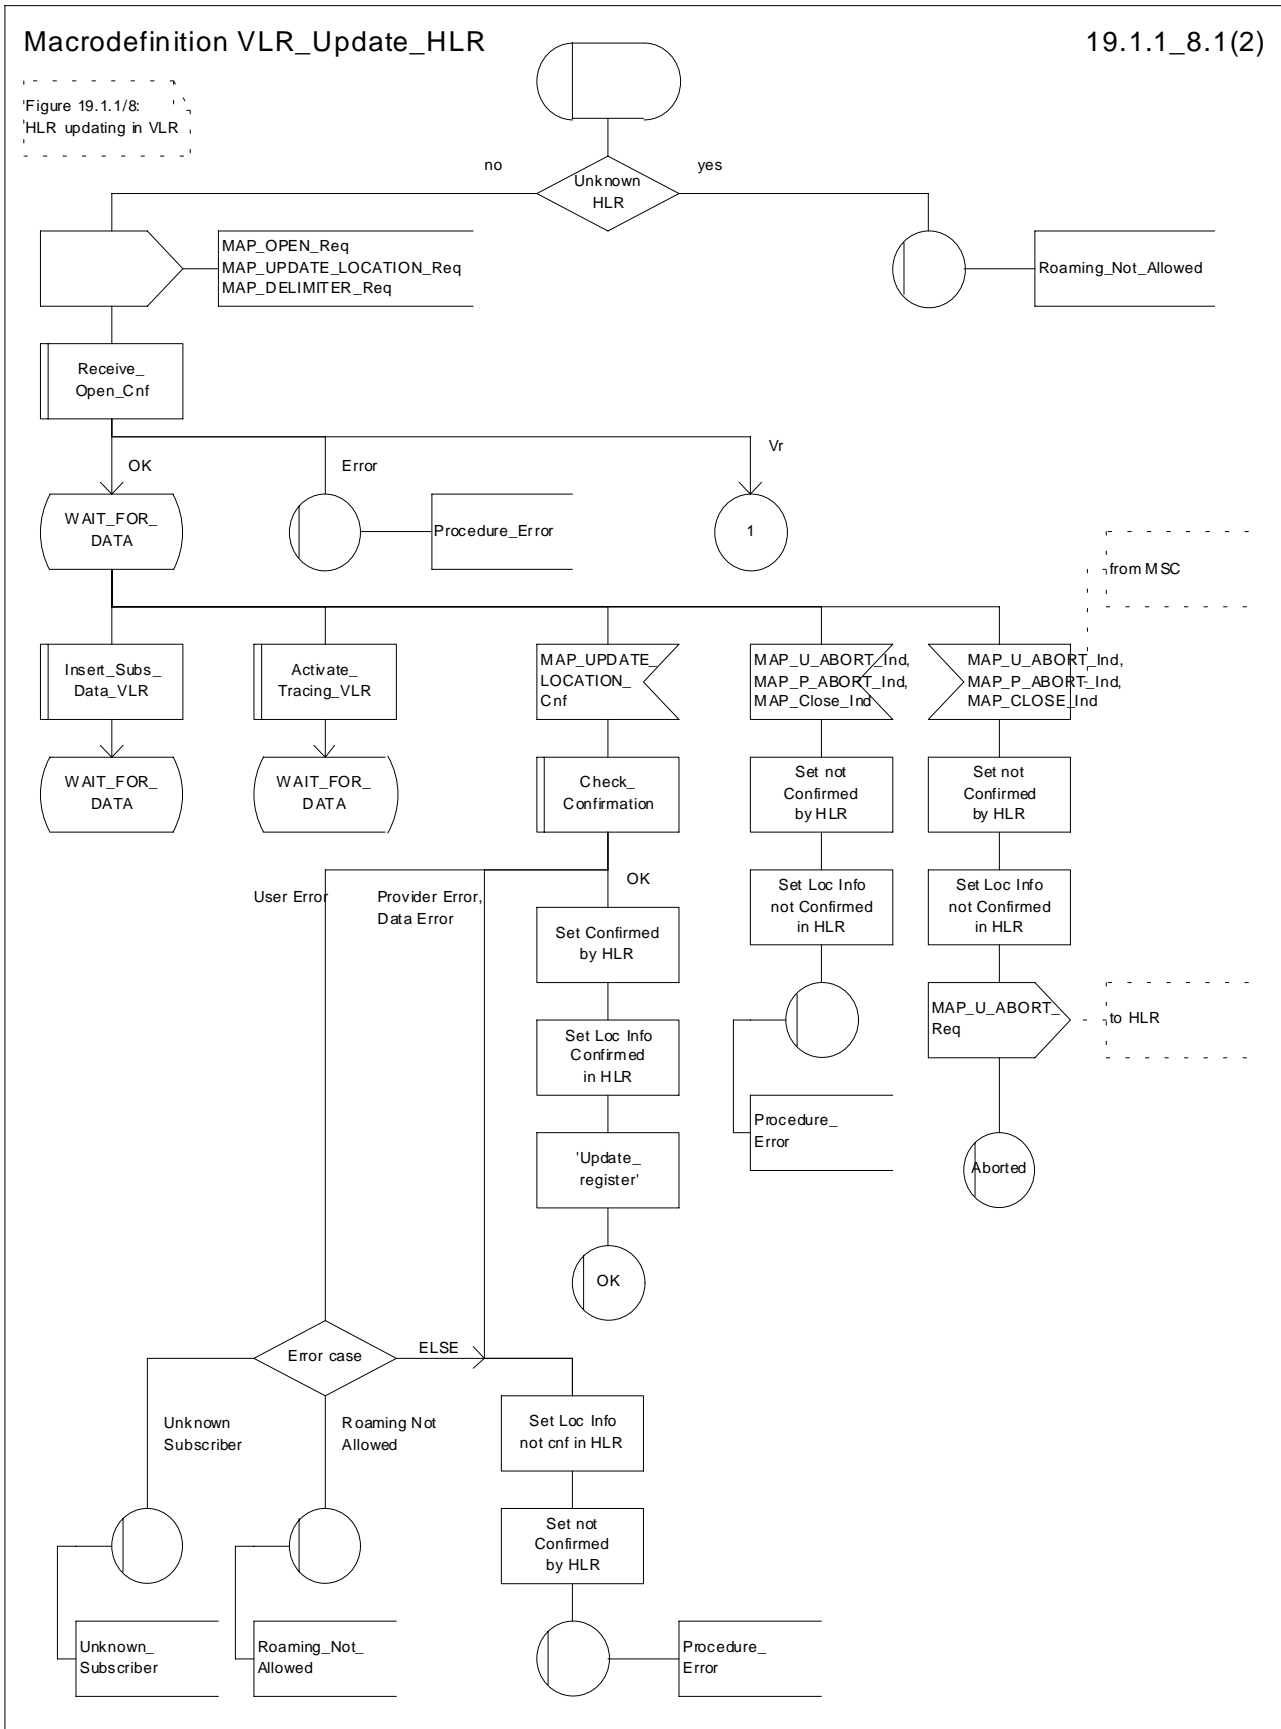 Macrodefinition VLR_Update_HLR
19.1.1_8.1(2)
Figure 19.1.1/8:
HLR updating in VLR
no
yes
Unknown
HLR
MAP_OPEN_Req
MAP_UPDATE_LOCATION_Req
MAP_DELIMITER_Req
Roaming_Not_Allowed
Receive_
Open_Cnf
OK
Error
Vr
WAIT_FOR_
DATA
Procedure_Error
1
from MSC
Insert_Subs_
Data_VLR
Activate_
Tracing_VLR
MAP_UPDATE_
LOCATION_
Cnf
MAP_U_ABORT_Ind,
MAP_P_ABORT_Ind,
MAP_Close_Ind
MAP_U_ABORT_Ind,
MAP_P_ABORT_Ind,
MAP_CLOSE_Ind
WAIT_FOR_
DATA
WAIT_FOR_
DATA
Check_
Confirmation
Set not
Confirmed
by HLR
Set not
Confirmed
by HLR
User Error
Provider Error,
Data Error
OK
Set Confirmed
by HLR
Set Loc Info
not Confirmed
in HLR
Set Loc Info
not Confirmed
in HLR
Set Loc Info
Confirmed
in HLR
MAP_U_ABORT_
Req
to HLR
Procedure_
Error
'Update_
register'
Aborted
OK
Error case
ELSE
Unknown
Subscriber
Roaming Not
Allowed
Set Loc Info
not cnf in HLR
Set not
Confirmed
by HLR
Unknown_
Subscriber
Roaming_Not_
Allowed
Procedure_
Error